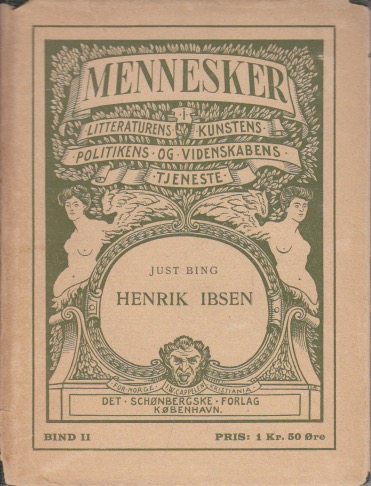 MENNESKER
· I ·
LITTERATURENS · KUNSTENS ·
· POLITIKENS · OG · VIDENSKABENS ·
· TJENESTE ·
JUST BING
HENRIK IBSEN
FOR · NORGE: J. W. CAPPELEN KRISTIANIA
DET · SCHØNBERGSKE · FORLAG
KØBENHAVN.
BIND II
PRIS: 1 Kr. 50 Øre